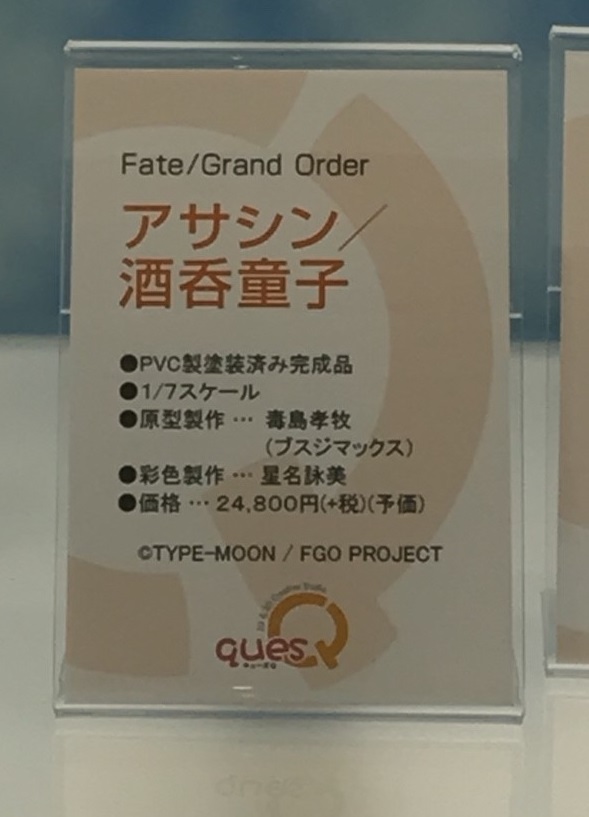 Fate/Grand Order
アサシン／
酒呑童子
●PVC製塗装済み完成品
●1/7スケール
●原型製作 … 毒島孝牧
(ブスジマックス)
●彩色製作 … 星名詠美
●価格 … 24,800円(+税)(予価)
©TYPE-MOON / FGO PROJECT
quesQ
キューズQ